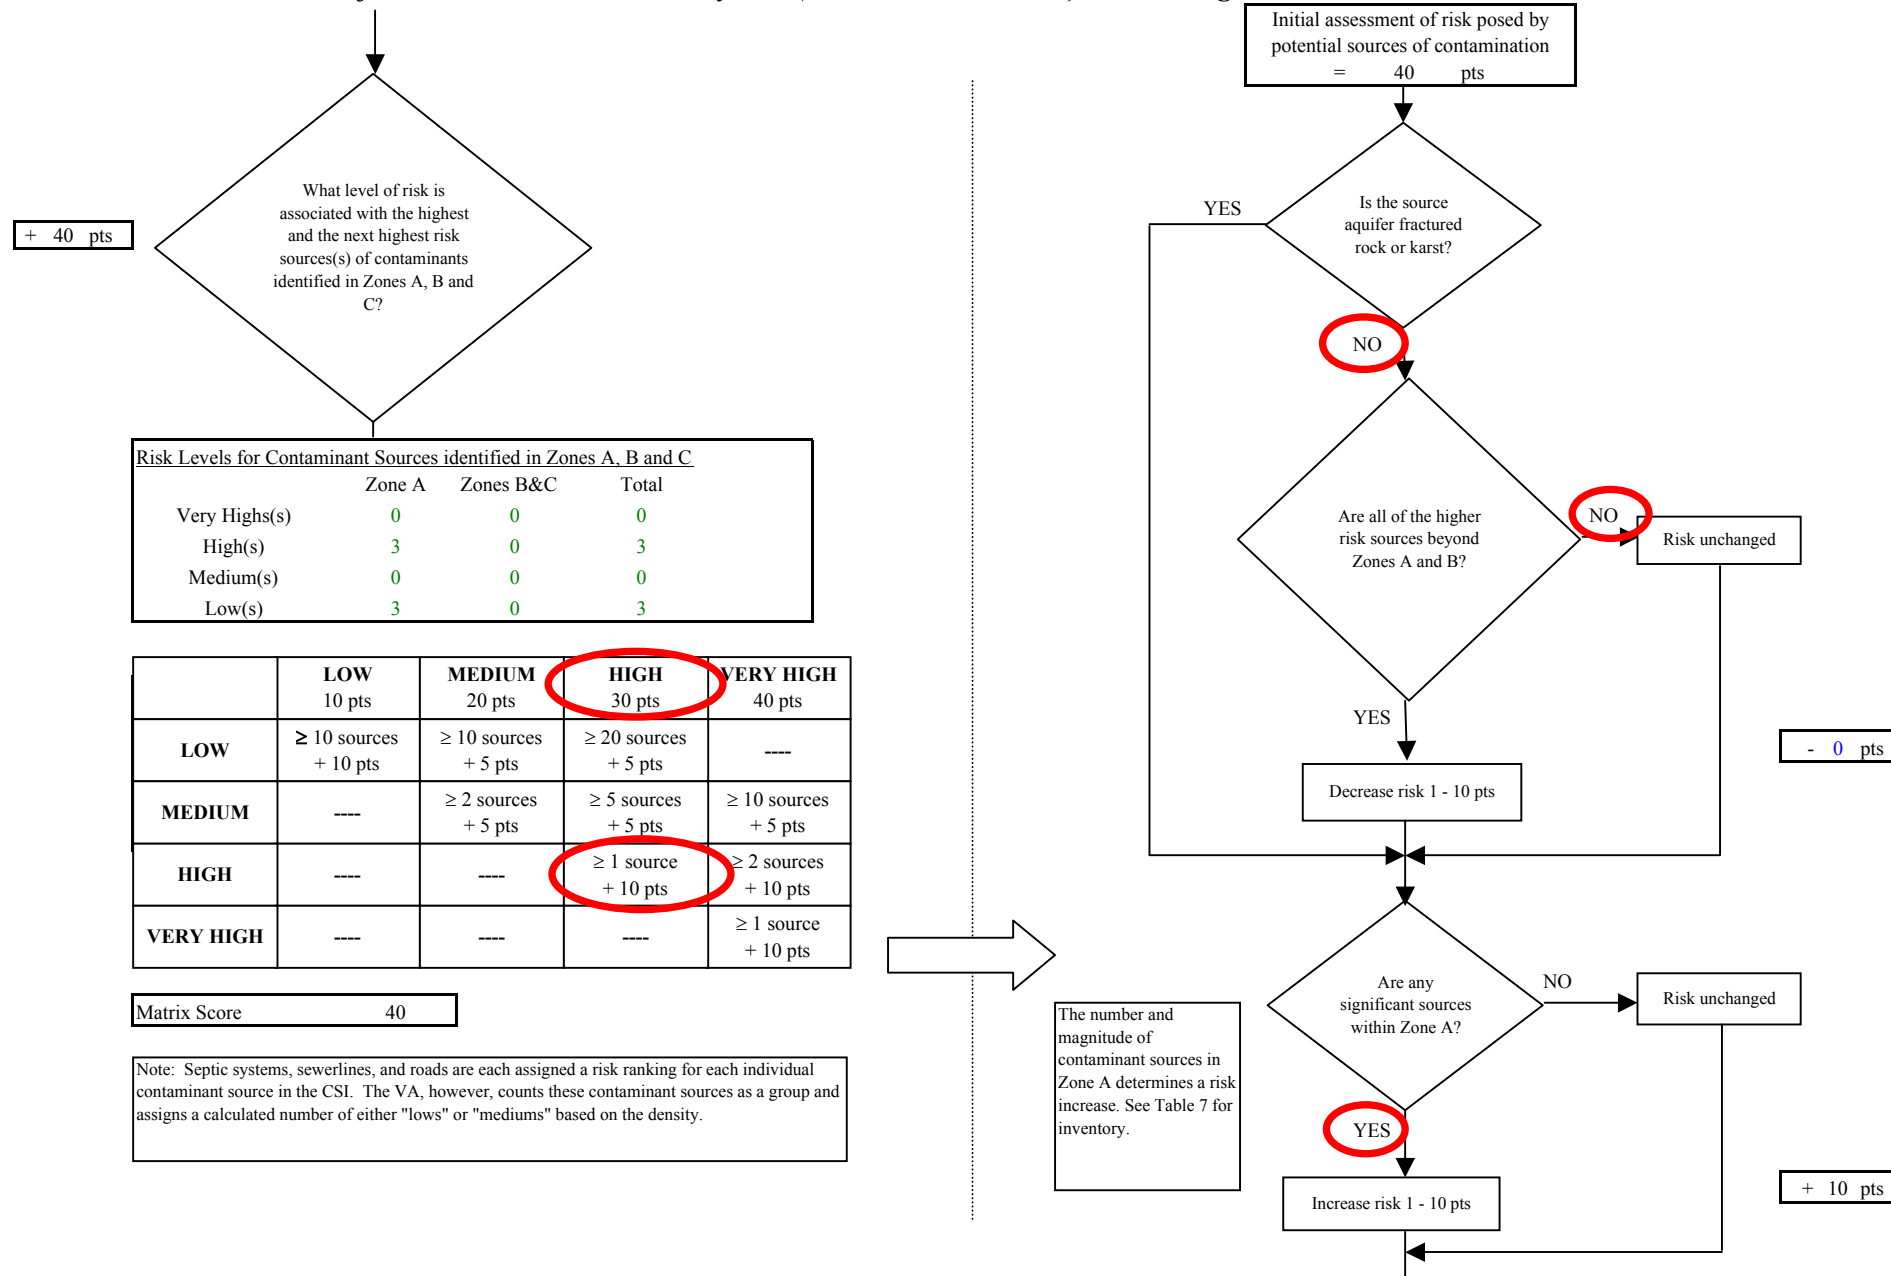 What level of risk is
associated with the highest
and the next highest risk
sources(s) of contaminants
identified in Zones A, B and
C?
+ 40 pts
Risk Levels for Contaminant Sources identified in Zones A, B and C
Zone A Zones B&C Total
Very Highs(s) 0 0 0
High(s) 3 0 3
Medium(s) 0 0 0
Low(s) 3 0 3
LOW MEDIUM HIGH VERY HIGH
10 pts 20 pts 30 pts 40 pts
LOW ≥ 10 sources + 10 pts ≥ 10 sources + 5 pts ≥ 20 sources + 5 pts ----
MEDIUM ---- ≥ 2 sources + 5 pts ≥ 5 sources + 5 pts ≥ 10 sources + 5 pts
HIGH ---- ---- ≥ 1 source + 10 pts ≥ 2 sources + 10 pts
VERY HIGH ---- ---- ---- ≥ 1 source + 10 pts
Matrix Score 40
Note: Septic systems, sewerlines, and roads are each assigned a risk ranking for each individual
contaminant source in the CSI. The VA, however, counts these contaminant sources as a group and
assigns a calculated number of either "lows" or "mediums" based on the density.
Initial assessment of risk posed by
potential sources of contamination
= 40 pts
Is the source
aquifer fractured
rock or karst?
YES
NO
Are all of the higher
risk sources beyond
Zones A and B?
NO
Risk unchanged
YES
- 0 pts
Decrease risk 1 - 10 pts
Are any
significant sources
within Zone A?
NO
Risk unchanged
The number and
magnitude of
contaminant sources in
Zone A determines a risk
increase. See Table 7 for
inventory.
YES
+ 10 pts
Increase risk 1 - 10 pts